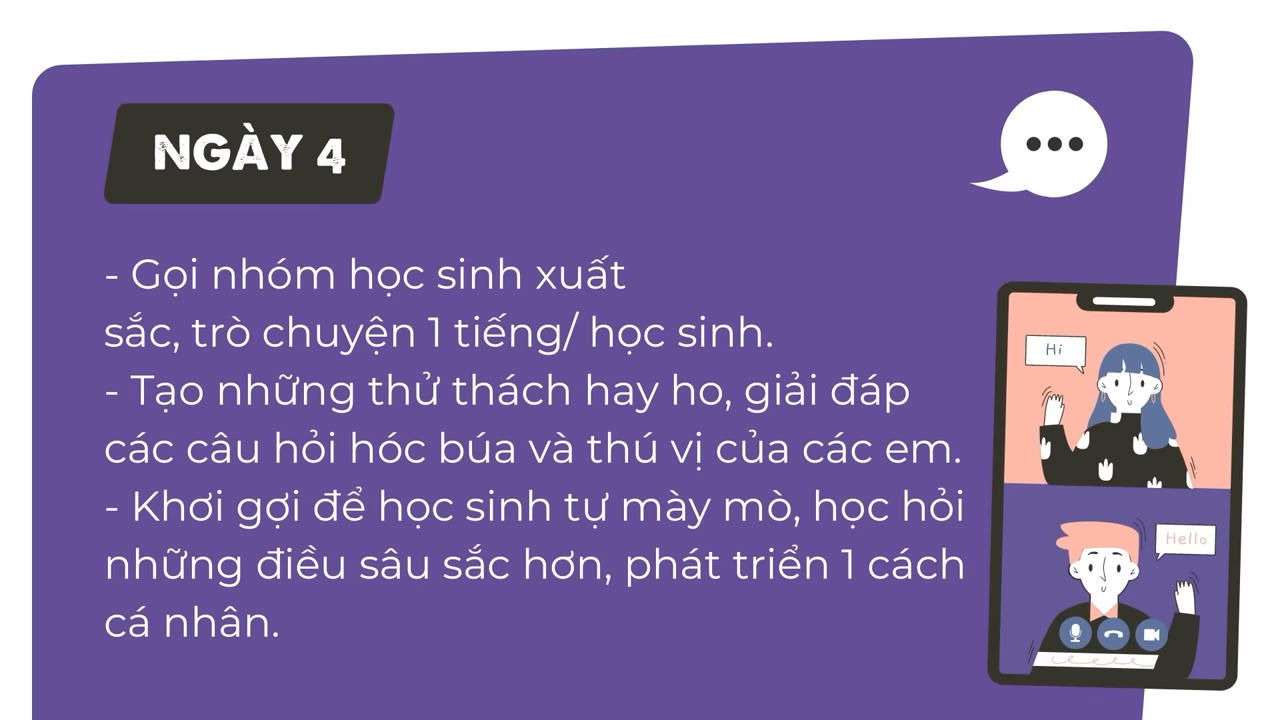 NGÀY 4
- Gọi nhóm học sinh xuất
sắc, trò chuyện 1 tiếng/ học sinh.
- Tạo những thử thách hay ho, giải đáp
các câu hỏi hóc búa và thú vị của các em.
- Khơi gợi để học sinh tự mày mò, học hỏi
những điều sâu sắc hơn, phát triển 1 cách
cá nhân.
Hi
Hello